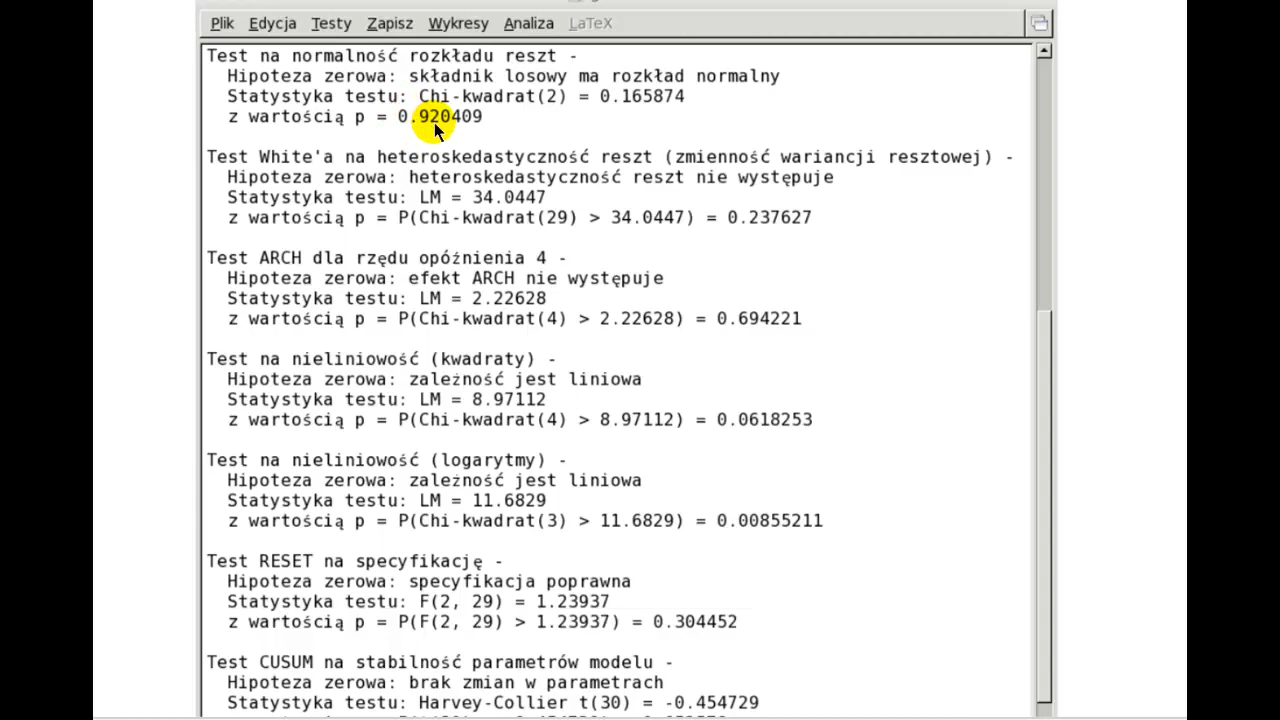 Plik Edycja Testy Zapisz Wykresy Analiza LaTeX
Test na normalność rozkładu reszt -
Hipoteza zerowa: składnik losowy ma rozkład normalny
Statystyka testu: Chi-kwadrat(2) = 0.165874
z wartością p = 0.920409
Test White'a na heteroskedastyczność reszt (zmienność wariancji resztowej) -
Hipoteza zerowa: heteroskedastyczność reszt nie występuje
Statystyka testu: LM = 34.0447
z wartością p = P(Chi-kwadrat(29) > 34.0447) = 0.237627
Test ARCH dla rzędu opóźnienia 4 -
Hipoteza zerowa: efekt ARCH nie występuje
Statystyka testu: LM = 2.22628
z wartością p = P(Chi-kwadrat(4) > 2.22628) = 0.694221
Test na nieliniowość (kwadraty) -
Hipoteza zerowa: zależność jest liniowa
Statystyka testu: LM = 8.97112
z wartością p = P(Chi-kwadrat(4) > 8.97112) = 0.0618253
Test na nieliniowość (logarytmy) -
Hipoteza zerowa: zależność jest liniowa
Statystyka testu: LM = 11.6829
z wartością p = P(Chi-kwadrat(3) > 11.6829) = 0.00855211
Test RESET na specyfikację -
Hipoteza zerowa: specyfikacja poprawna
Statystyka testu: F(2, 29) = 1.23937
z wartością p = P(F(2, 29) > 1.23937) = 0.304452
Test CUSUM na stabilność parametrów modelu -
Hipoteza zerowa: brak zmian w parametrach
Statystyka testu: Harvey-Collier t(30) = -0.454729